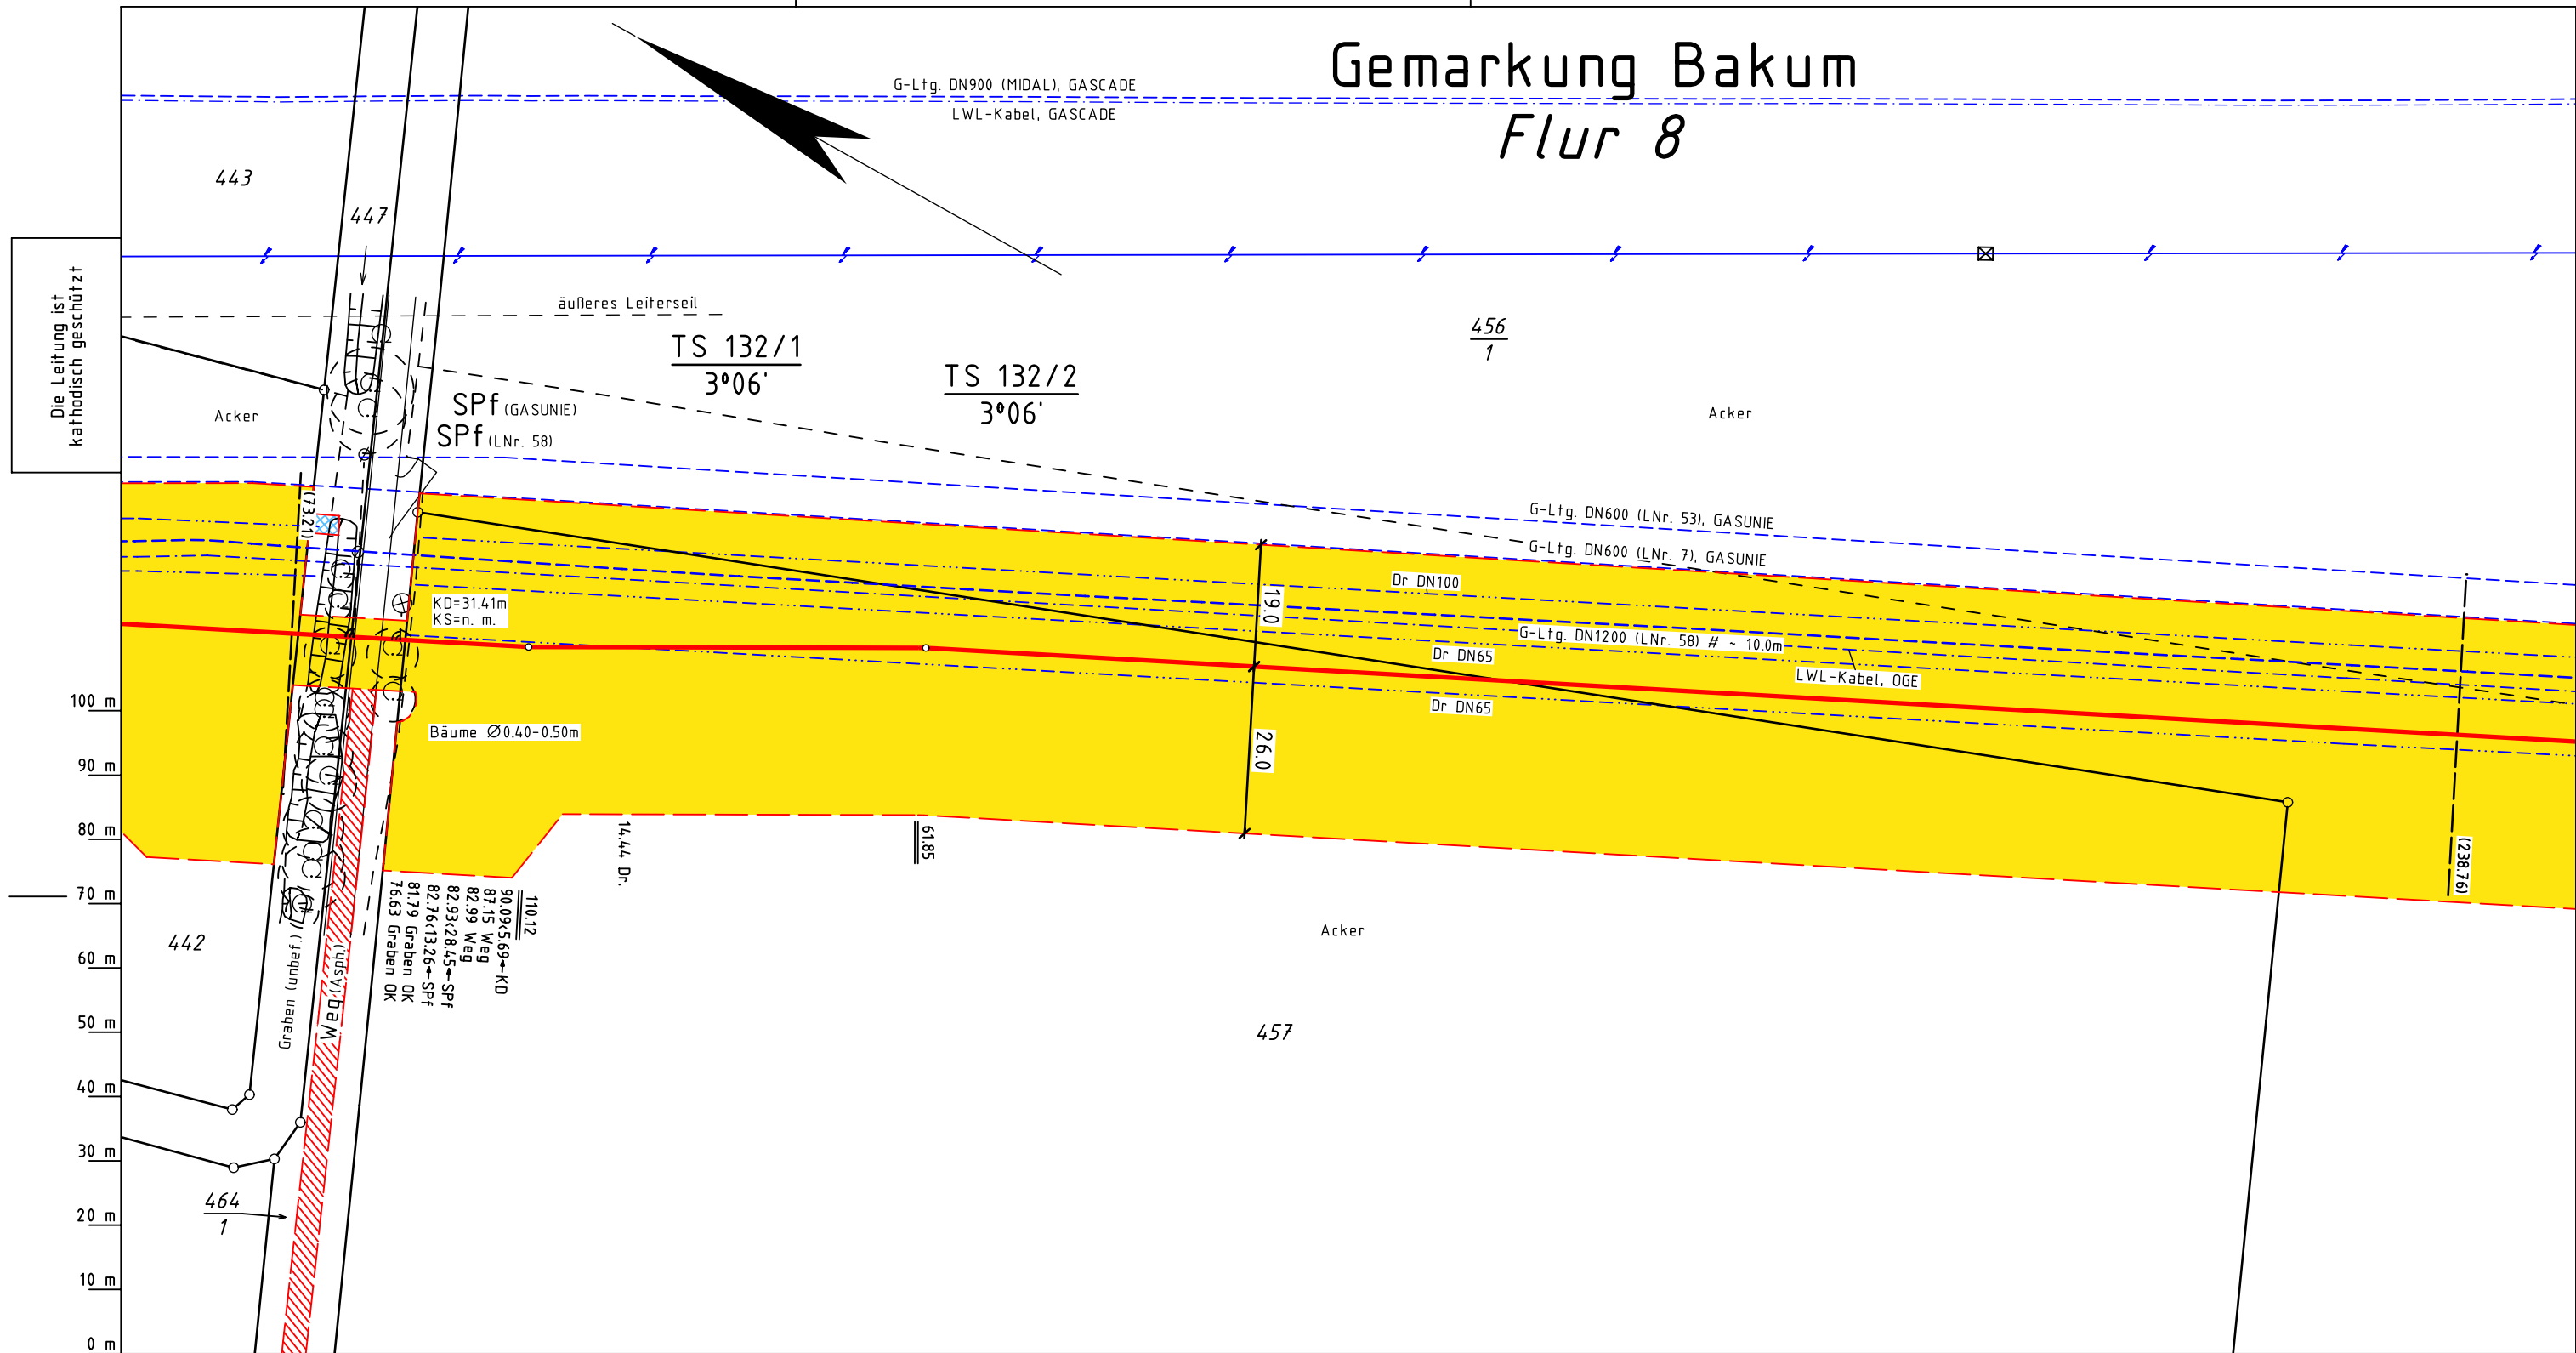 Gemarkung Bakum
Flur 8
G-Ltg. DN900 (MIDAL), GASCADE
LWL-Kabel, GASCADE
443
447
Die Leitung ist
kathodisch geschützt
äußeres Leiterseil
TS 132/1
3°06'
TS 132/2
3°06'
456
1
Acker
SPf (GASUNIE)
SPf (LNr. 58)
Acker
(73.21)
G-Ltg. DN600 (LNr. 53), GASUNIE
G-Ltg. DN600 (LNr. 7), GASUNIE
Dr DN100
19.0
KD=31.41m
KS=n. m.
G-Ltg. DN1200 (LNr. 58) # ~ 10.0m
Dr DN65
LWL-Kabel, OGE
Dr DN65
26.0
Bäume Ø0.40-0.50m
(238.76)
14.44 Dr.
61.85
110.12
90.09<5.69←KD
87.15 Weg
82.99 Weg
82.93<28.45←SPf
82.76<13.26←SPf
81.79 Graben OK
76.63 Graben OK
Acker
442
Graben (unbef.)
Weg (Asph.)
457
464
1
100 m
90 m
80 m
70 m
60 m
50 m
40 m
30 m
20 m
10 m
0 m